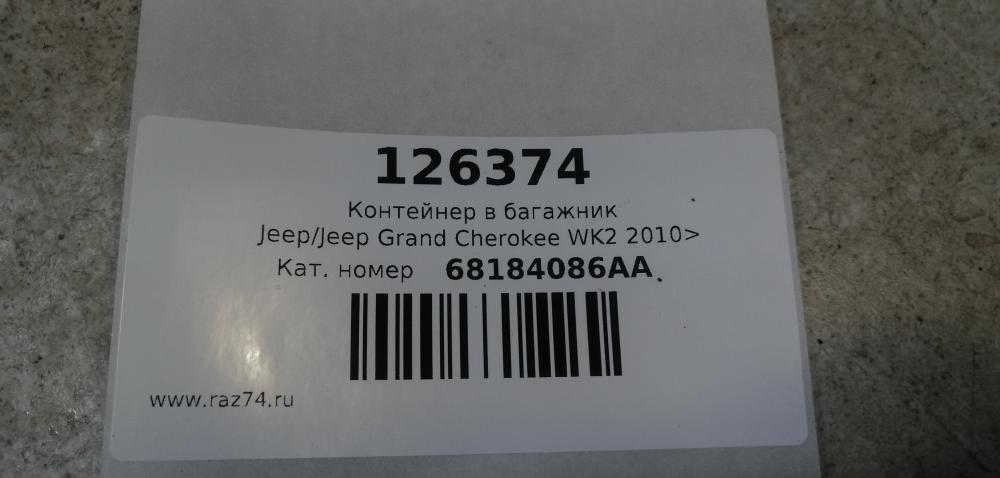 126374
Контейнер в багажник
Jeep/Jeep Grand Cherokee WK2 2010>
Кат. номер 68184086AA
www.raz74.ru